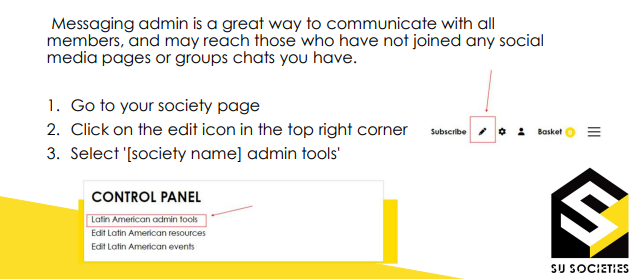 Messaging admin is a great way to communicate with all
members, and may reach those who have not joined any social
media pages or groups chats you have.
1. Go to your society page
2. Click on the edit icon in the top right corner
3. Select '[society name] admin tools'
Subscribe Basket 0
CONTROL PANEL
Latin American admin tools
Edit Latin American resources
Edit Latin American events
SU SOCIETIES